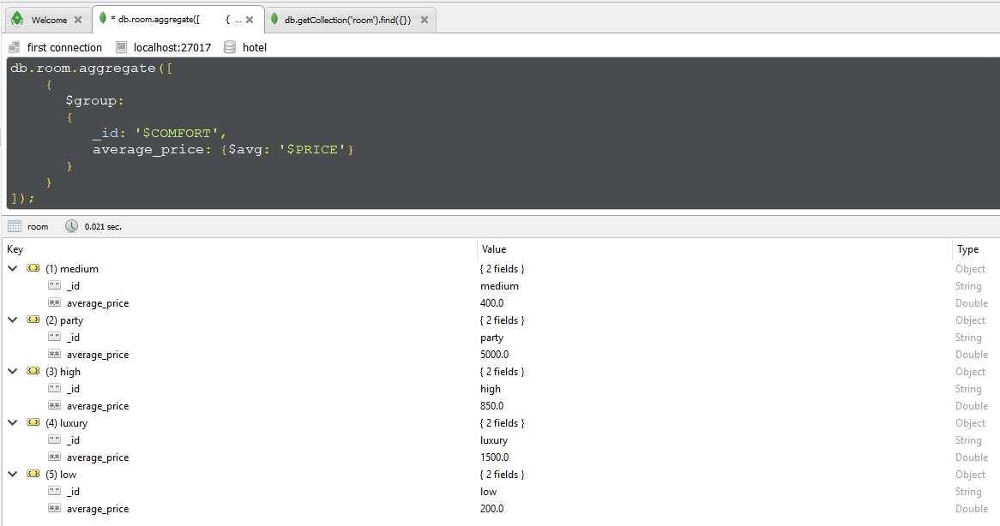 Welcome * db.room.aggregate([ { ... db.getCollection('room').find({})
first connection localhost:27017 hotel
db.room.aggregate([
{
$group:
{
_id: '$COMFORT',
average_price: {$avg: '$PRICE'}
}
}
]);
room 0.021 sec.
Key Value Type
(1) medium { 2 fields } Object
_id medium String
average_price 400.0 Double
(2) party { 2 fields } Object
_id party String
average_price 5000.0 Double
(3) high { 2 fields } Object
_id high String
average_price 850.0 Double
(4) luxury { 2 fields } Object
_id luxury String
average_price 1500.0 Double
(5) low { 2 fields } Object
_id low String
average_price 200.0 Double